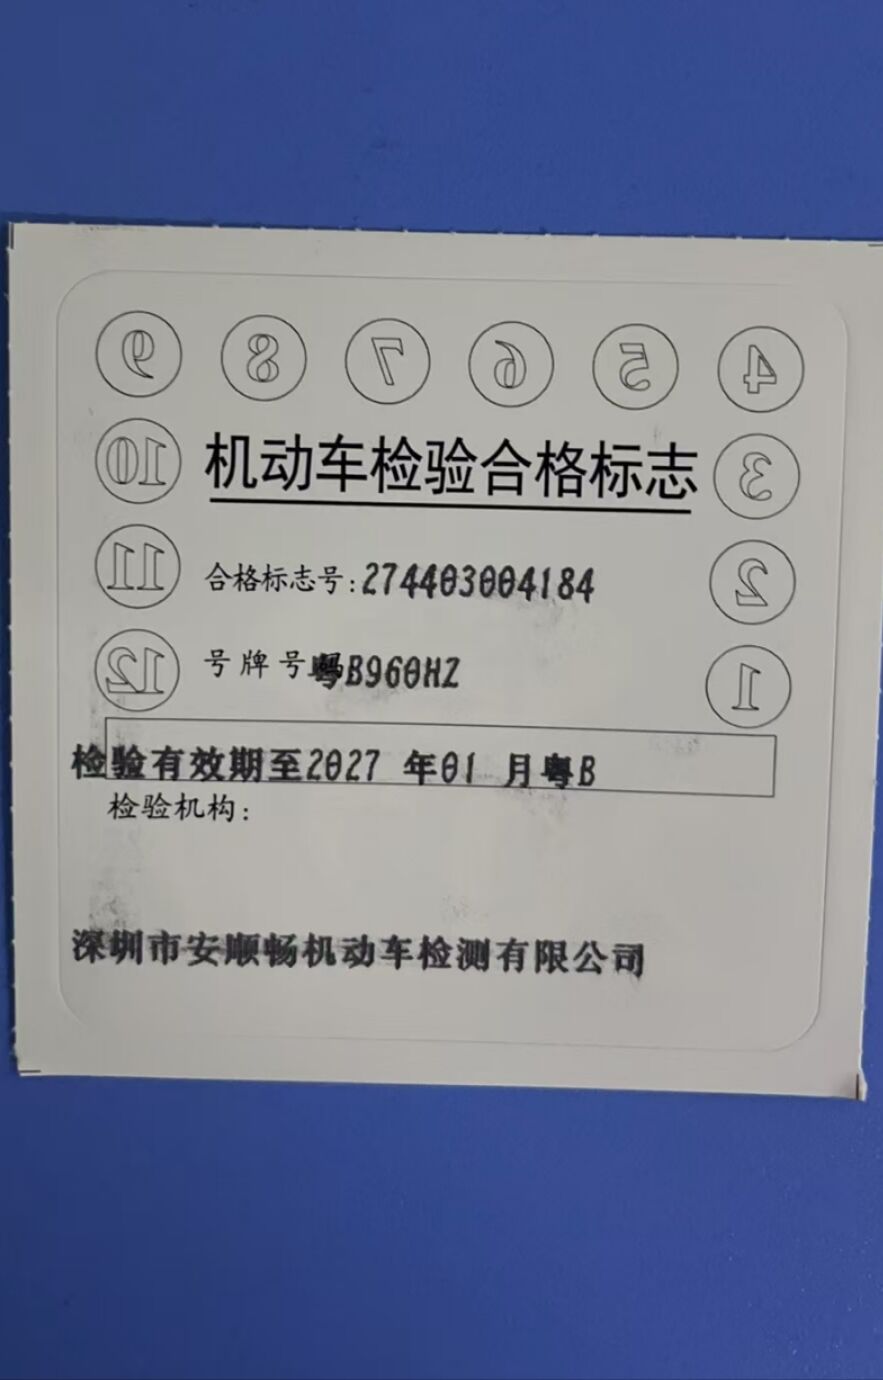 9 8 7 6 5 4
10 机动车检验合格标志 3
11 合格标志号:274403004184 2
12 号牌号粤B960HZ 1
检验有效期至2027 年01 月粤B
检验机构:
深圳市安顺畅机动车检测有限公司